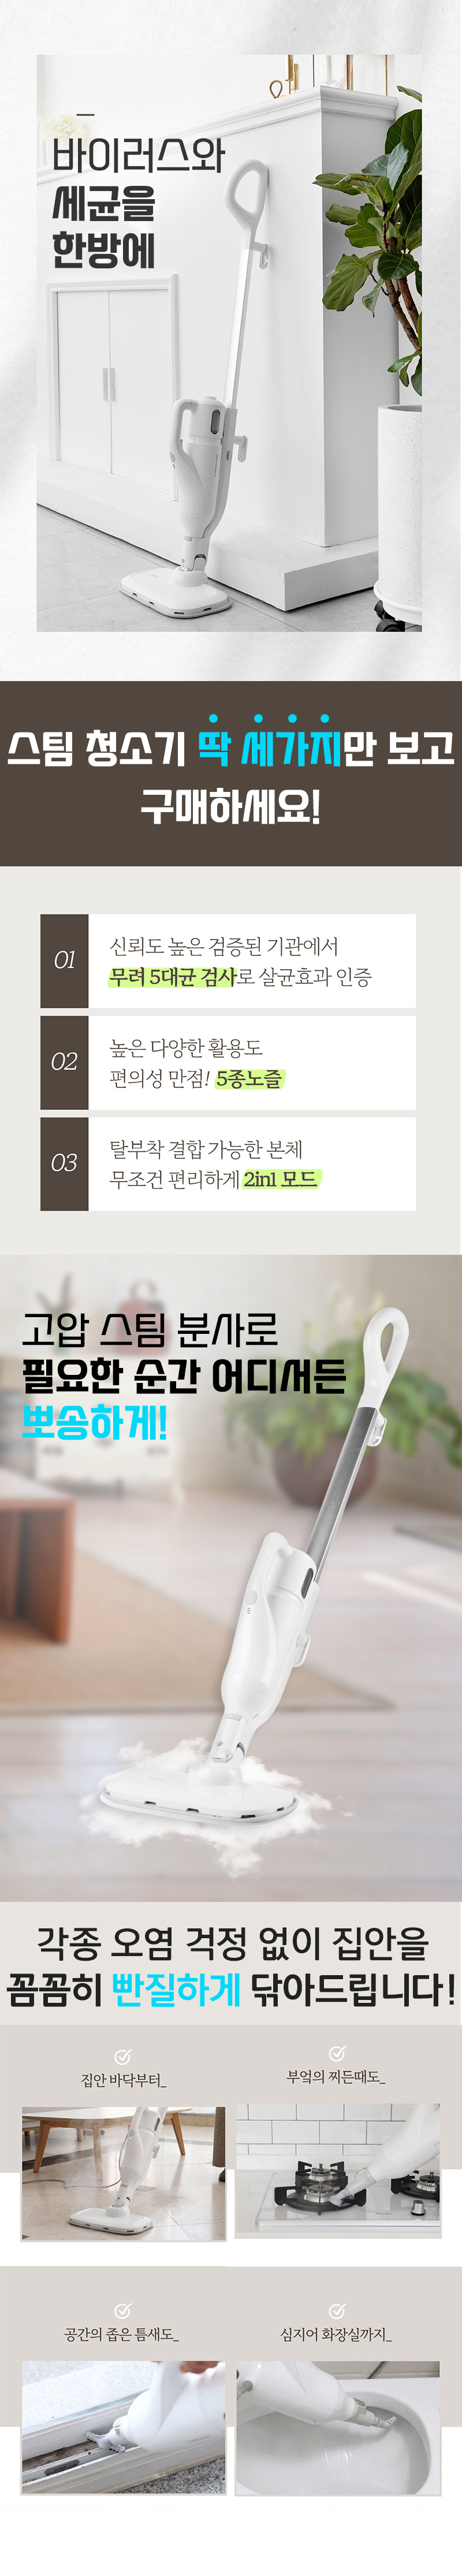 바이러스와
세균을
한방에
스팀 청소기 딱 세가지만 보고
구매하세요!
01
신뢰도 높은 검증된 기관에서
무려 5대균 검사로 살균효과 인증
02
높은 다양한 활용도
편의성 만점! 5종노즐
03
탈부착 결합 가능한 본체
무조건 편리하게 2in1 모드
고압 스팀 분사로
필요한 순간 어디서든
뽀송하게!
각종 오염 걱정 없이 집안을
꼼꼼히 빤질하게 닦아드립니다!
집안 바닥부터_
부엌의 찌든때도_
공간의 좁은 틈새도_
심지어 화장실까지_